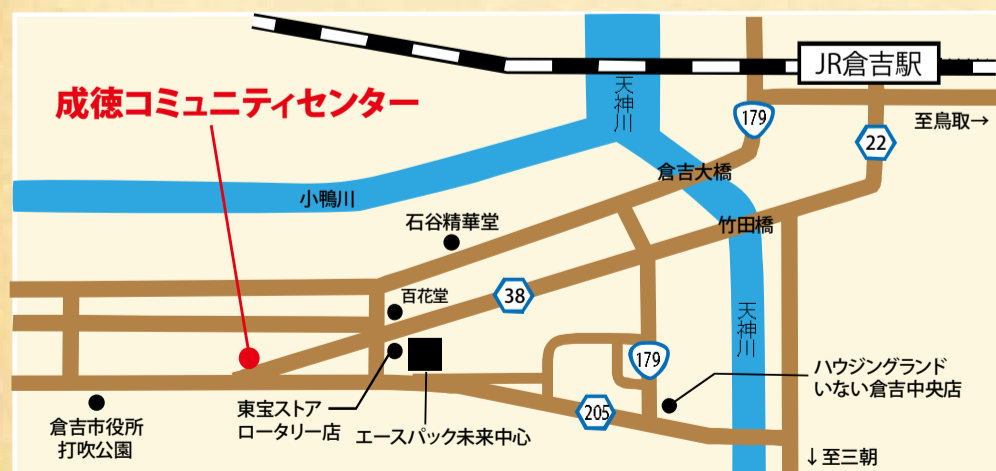 JR倉吉駅
成徳コミュニティセンター
天神川
179
至鳥取→
22
倉吉大橋
小鴨川
石谷精華堂
竹田橋
百花堂
38
天神川
179
ハウジングランド
いない倉吉中央店
東宝ストア
ロータリー店
エースパック未来中心
205
倉吉市役所
打吹公園
↓至三朝